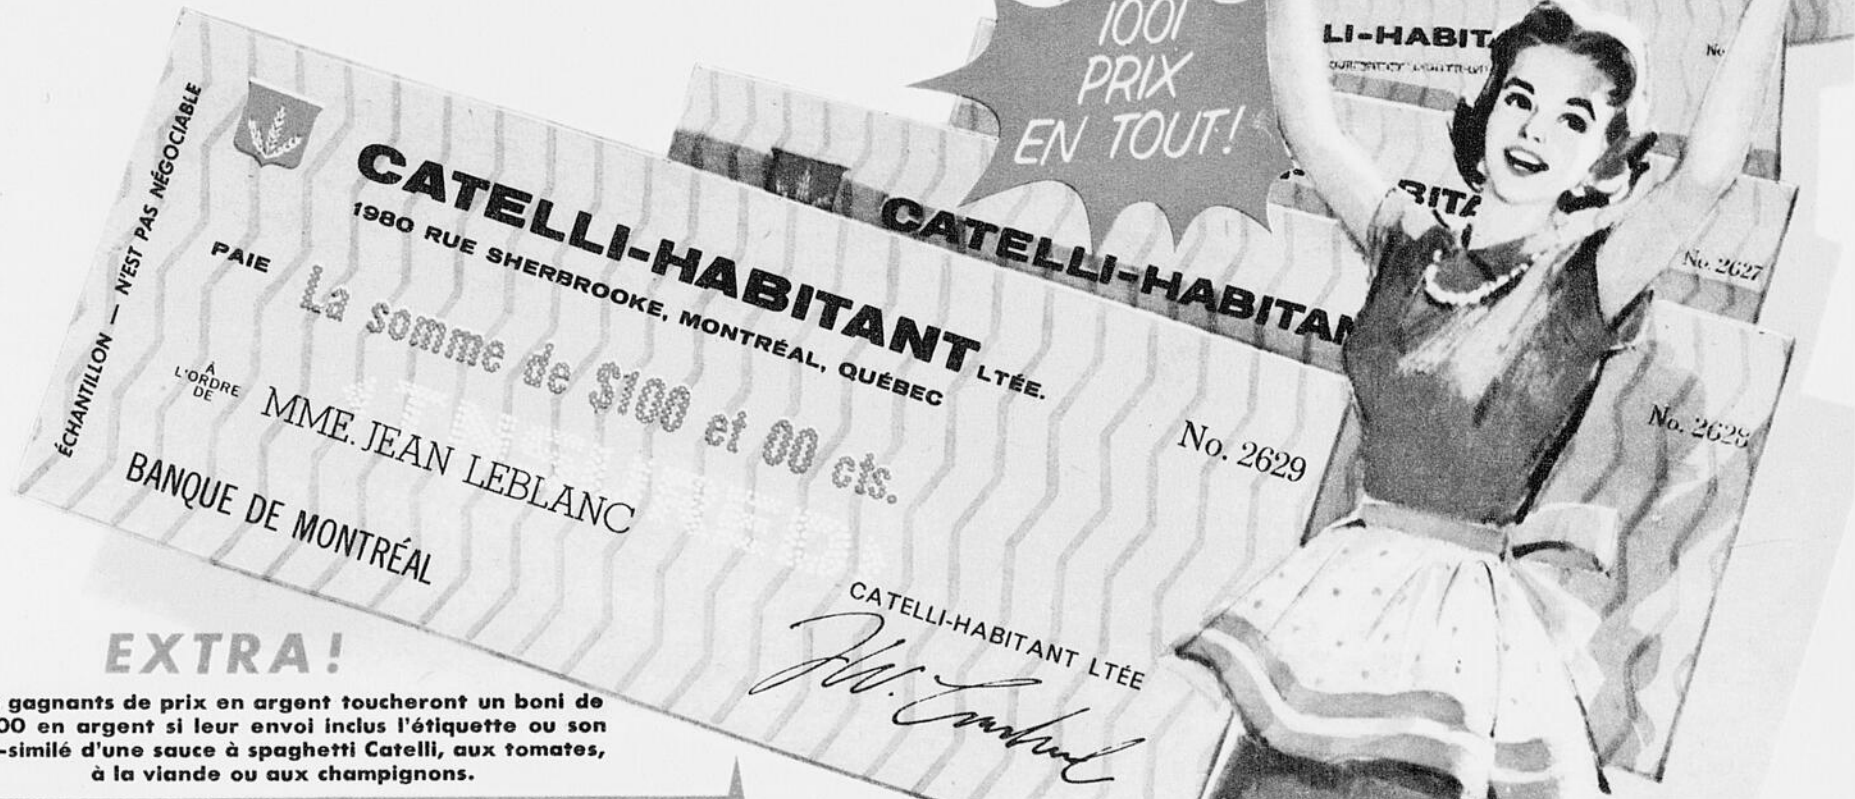 1001
PRIX
EN TOUT!
LI-HABIT
No
BITA
No. 2627
CATELLI-HABITAN
No. 2628
ÉCHANTILLON — N'EST PAS NÉGOCIABLE
CATELLI-HABITANT LTÉE.
1980 RUE SHERBROOKE, MONTRÉAL, QUÉBEC
PAIE La somme de $100 et 00 cts.
No. 2629
À L'ORDRE DE MME. JEAN LEBLANC
BANQUE DE MONTRÉAL
CATELLI-HABITANT LTÉE
EXTRA!
gagnants de prix en argent toucheront un boni de
00 en argent si leur envoi inclus l'étiquette ou son
-similé d'une sauce à spaghetti Catelli, aux tomates,
à la viande ou aux champignons.